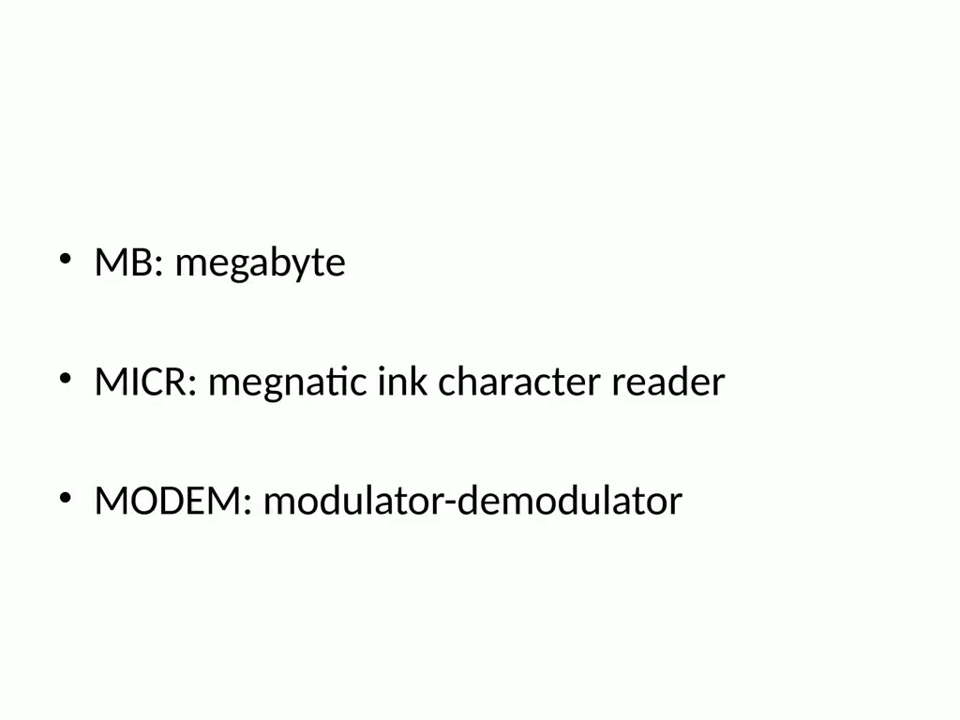 • MB: megabyte
• MICR: megnatic ink character reader
• MODEM: modulator-demodulator